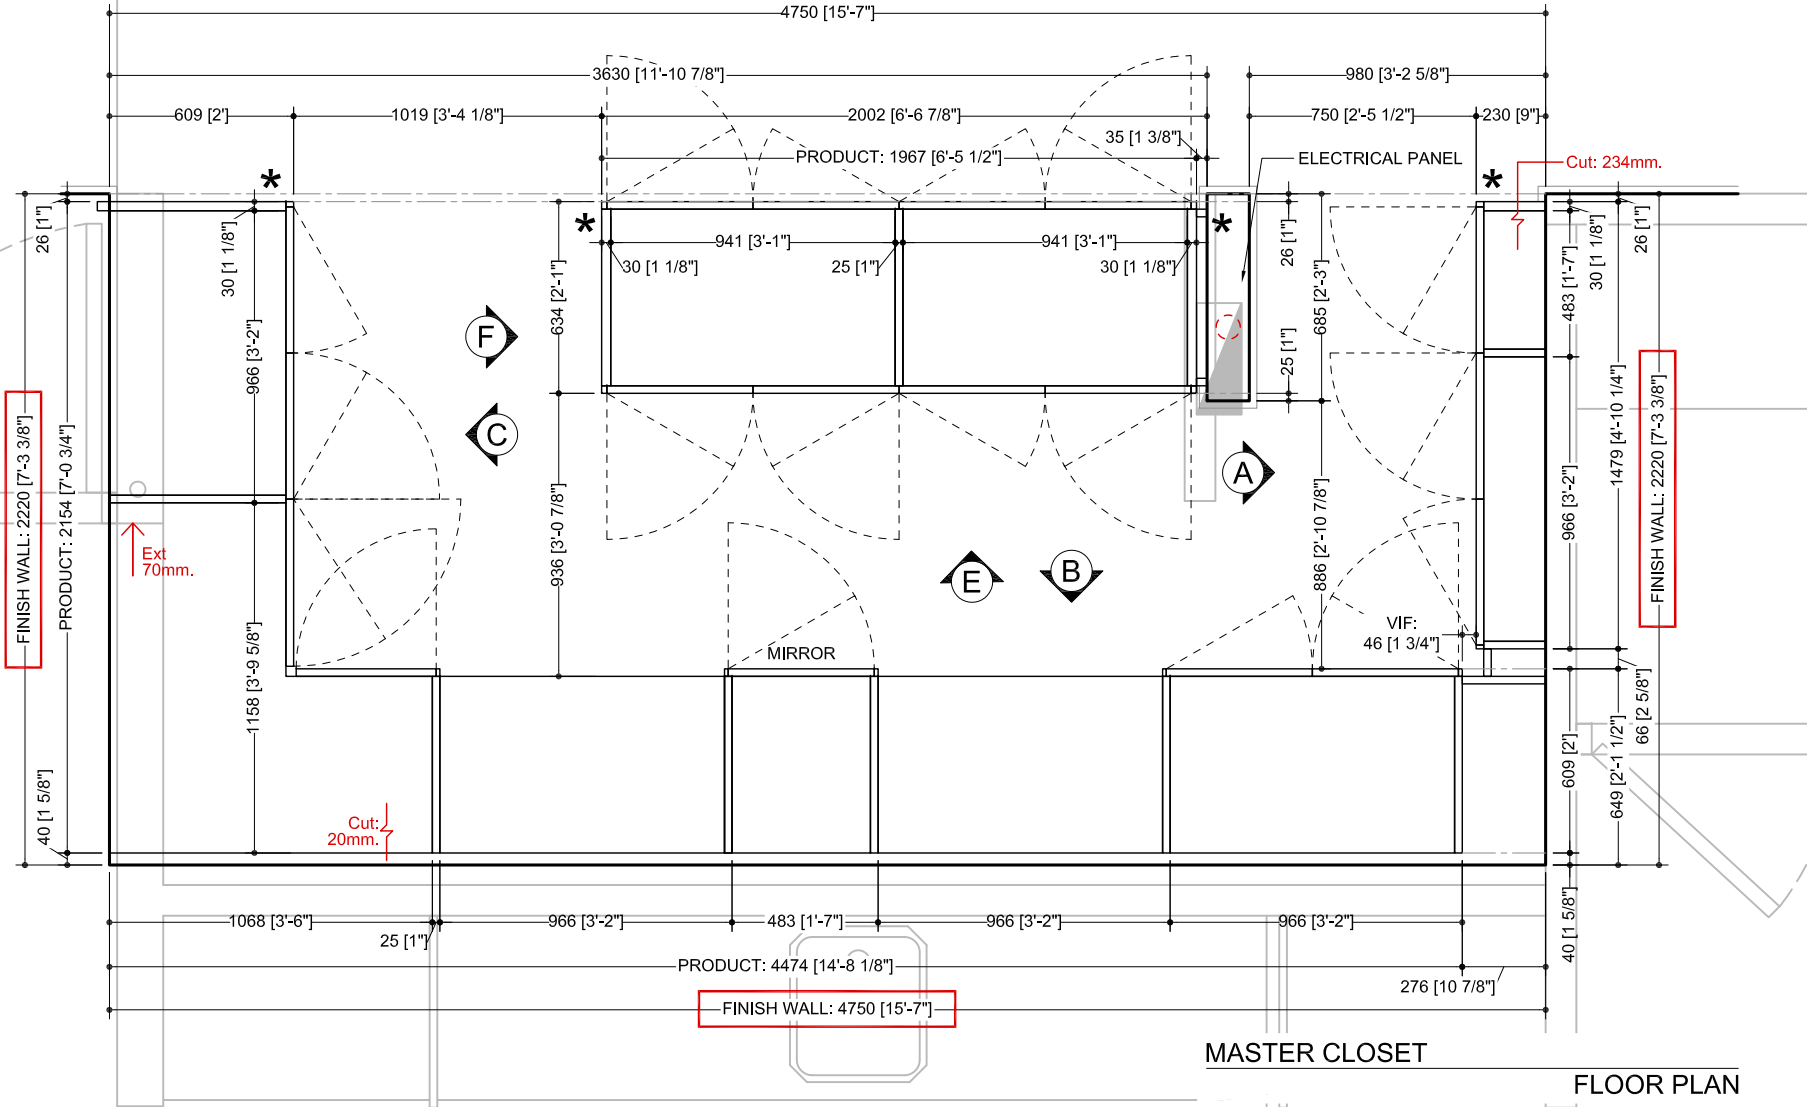 4750 [15'-7"]
3630 [11'-10 7/8"]
980 [3'-2 5/8"]
609 [2']
1019 [3'-4 1/8"]
2002 [6'-6 7/8"]
750 [2'-5 1/2"]
230 [9"]
35 [1 3/8"]
PRODUCT: 1967 [6'-5 1/2"]
ELECTRICAL PANEL
Cut: 234mm.
*
*
*
*
26 [1"]
30 [1 1/8"]
941 [3'-1"]
941 [3'-1"]
30 [1 1/8"]
25 [1"]
30 [1 1/8"]
26 [1"]
685 [2'-3"]
25 [1"]
483 [1'-7"]
30 [1 1/8"]
26 [1"]
634 [2'-1"]
966 [3'-2"]
F
C
A
E
B
FINISH WALL: 2220 [7'-3 3/8"]
PRODUCT: 2154 [7'-0 3/4"]
1479 [4'-10 1/4"]
FINISH WALL: 2220 [7'-3 3/8"]
966 [3'-2"]
Ext
70mm.
936 [3'-0 7/8"]
886 [2'-10 7/8"]
VIF:
46 [1 3/4"]
MIRROR
1158 [3'-9 5/8"]
66 [2 5/8"]
609 [2']
649 [2'-1 1/2"]
40 [1 5/8"]
Cut:
20mm.
40 [1 5/8"]
1068 [3'-6"]
25 [1"]
966 [3'-2"]
483 [1'-7"]
966 [3'-2"]
966 [3'-2"]
PRODUCT: 4474 [14'-8 1/8"]
276 [10 7/8"]
FINISH WALL: 4750 [15'-7"]
MASTER CLOSET
FLOOR PLAN